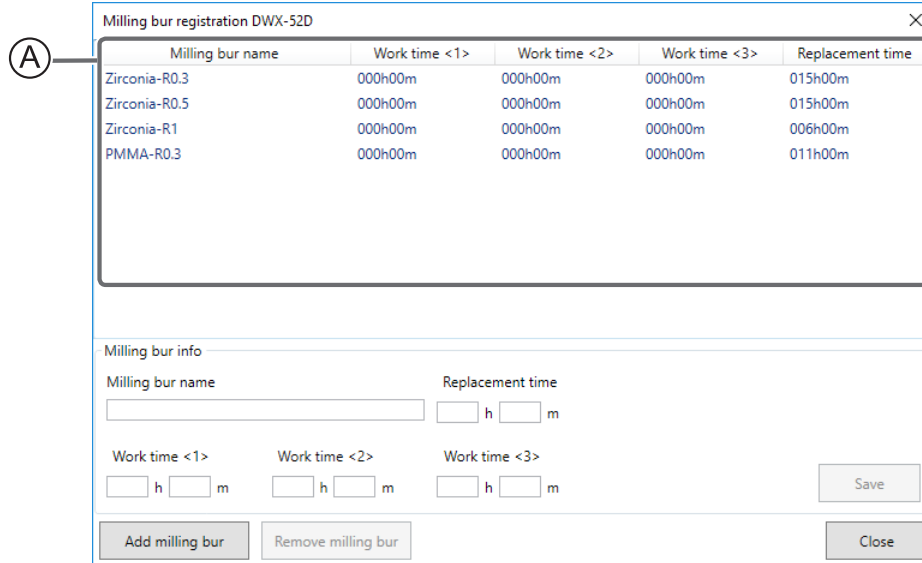 Milling bur registration DWX-52D
A
Milling bur name Work time <1> Work time <2> Work time <3> Replacement time
Zirconia-R0.3 000h00m 000h00m 000h00m 015h00m
Zirconia-R0.5 000h00m 000h00m 000h00m 015h00m
Zirconia-R1 000h00m 000h00m 000h00m 006h00m
PMMA-R0.3 000h00m 000h00m 000h00m 011h00m
Milling bur info
Milling bur name Replacement time
h m
Work time <1> Work time <2> Work time <3>
h m h m h m Save
Add milling bur Remove milling bur Close